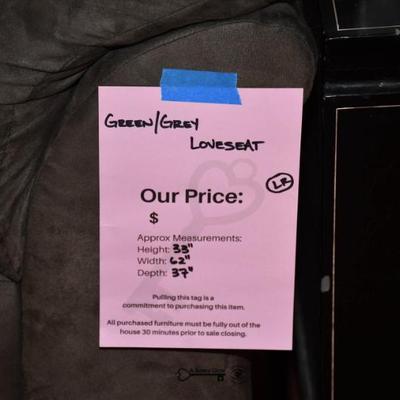 GREEN/GREY
LOVESEAT
LR
Our Price:
$
Approx Measurements:
Height: 33"
Width: 62"
Depth: 37"
Pulling this tag is a
commitment to purchasing this item.
All purchased furniture must be fully out of the
house 30 minutes prior to sale closing.